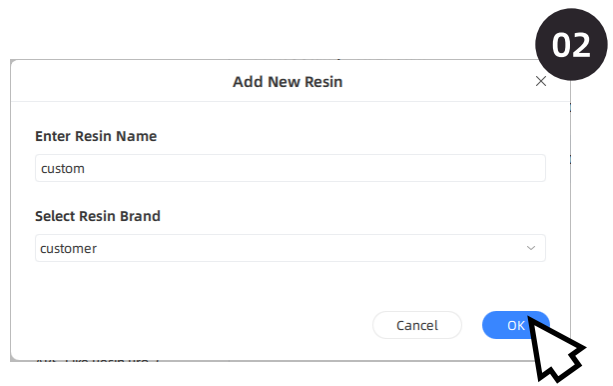 02
Add New Resin
Enter Resin Name
custom
Select Resin Brand
customer
Cancel
OK